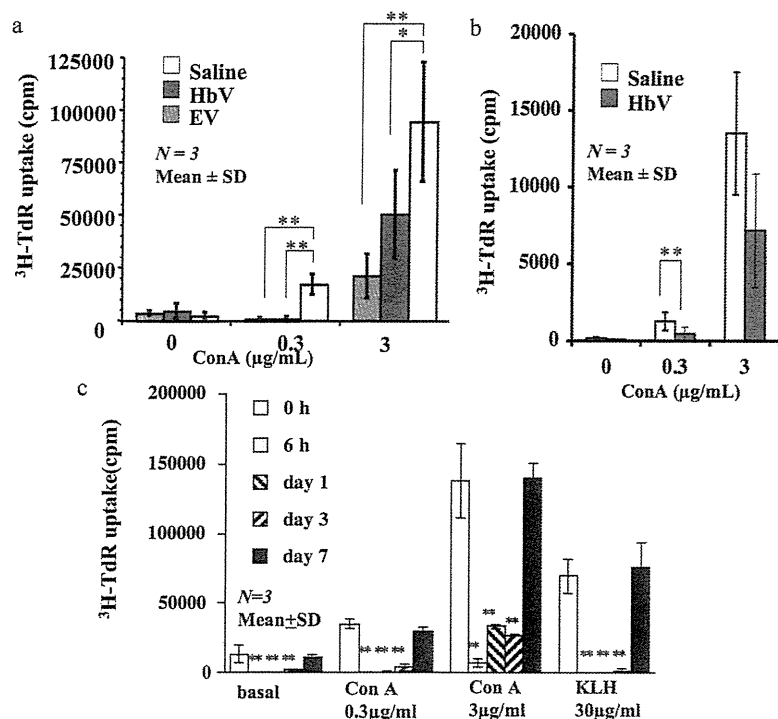 a
³H-TdR uptake (cpm)
125000
100000
75000
50000
25000
0
Saline
HbV
EV
N = 3
Mean ± SD
**
**
**
*
0
0.3
3
ConA (μg/mL)
b
³H-TdR uptake (cpm)
20000
15000
10000
5000
0
Saline
HbV
N = 3
Mean ± SD
**
0
0.3
3
ConA (μg/mL)
c
³H-TdR uptake(cpm)
200000
150000
100000
50000
0
0 h
6 h
day 1
day 3
day 7
N=3
Mean±SD
** ** **
** ** **
**
**
**
** ** **
basal
Con A
0.3μg/ml
Con A
3μg/ml
KLH
30μg/ml